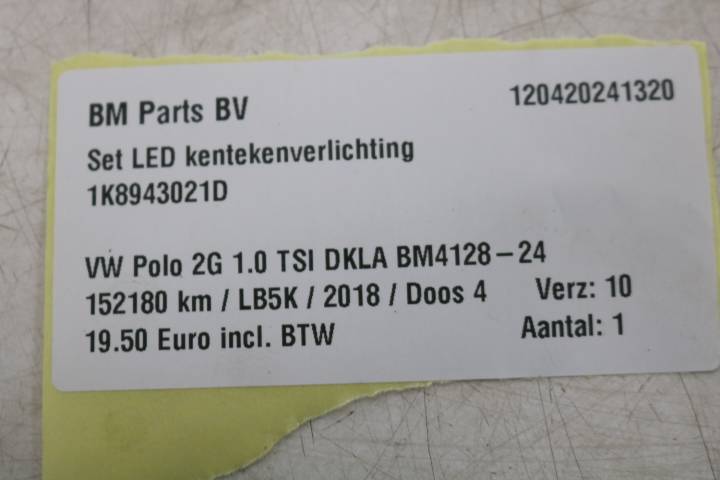 BM Parts BV 120420241320
Set LED kentekenverlichting
1K8943021D
VW Polo 2G 1.0 TSI DKLA BM4128-24
152180 km / LB5K / 2018 / Doos 4 Verz: 10
19.50 Euro incl. BTW Aantal: 1